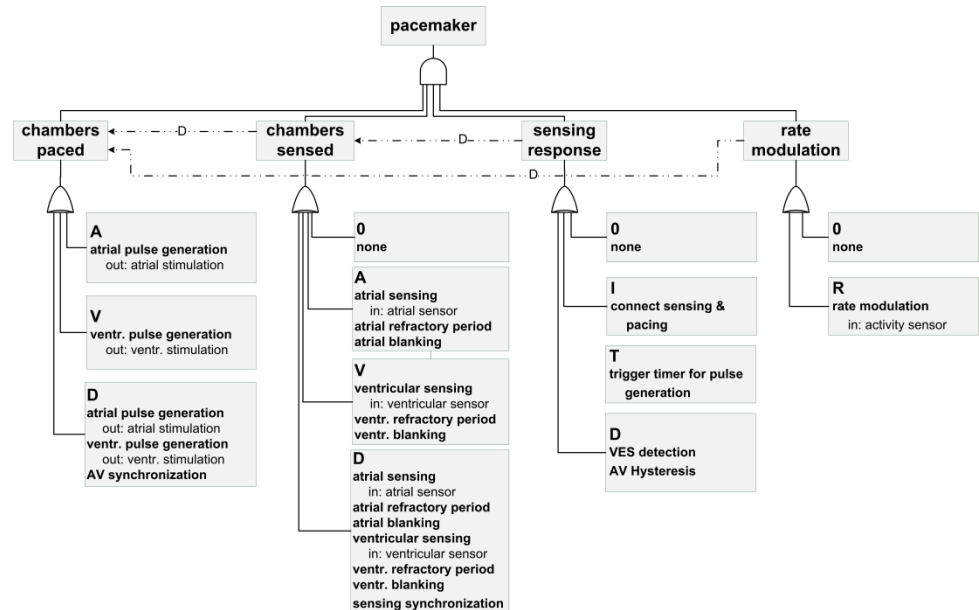 pacemaker
chambers
paced
D
chambers
sensed
D
sensing
response
D
rate
modulation
A
atrial pulse generation
out: atrial stimulation
V
ventr. pulse generation
out: ventr. stimulation
D
atrial pulse generation
out: atrial stimulation
ventr. pulse generation
out: ventr. stimulation
AV synchronization
0
none
A
atrial sensing
in: atrial sensor
atrial refractory period
atrial blanking
V
ventricular sensing
in: ventricular sensor
ventr. refractory period
ventr. blanking
D
atrial sensing
in: atrial sensor
atrial refractory period
atrial blanking
ventricular sensing
in: ventricular sensor
ventr. refractory period
ventr. blanking
sensing synchronization
0
none
I
connect sensing &
pacing
T
trigger timer for pulse
generation
D
VES detection
AV Hysteresis
0
none
R
rate modulation
in: activity sensor